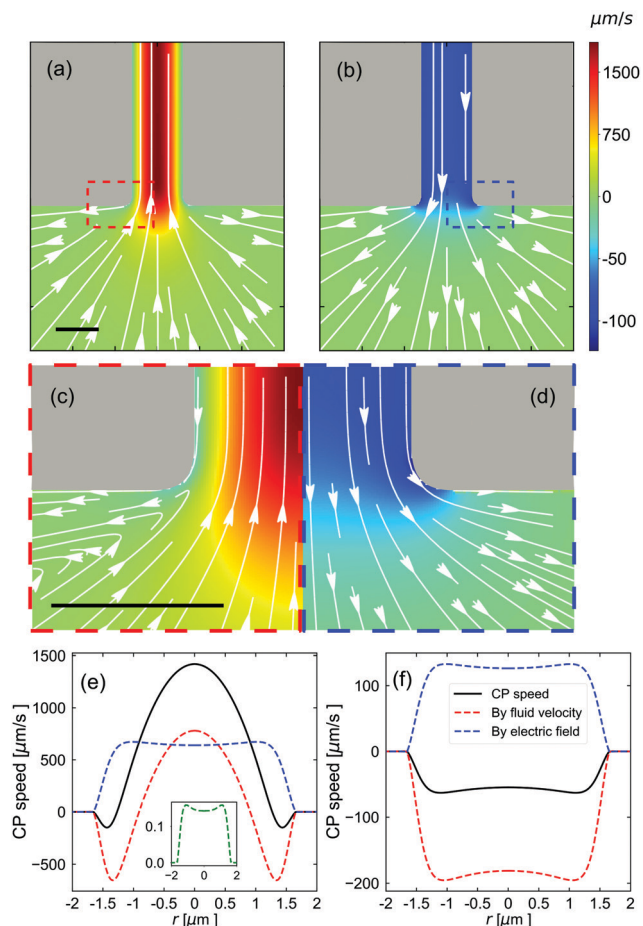 μm/s
(a)
(b)
1500
750
-50
-100
(c)
(d)
(e)
(f)
CP speed [μm/s]
1500
1000
500
0
−500
0.1
0.0
−2 0 2
-2 -1.5 -1 -0.5 0 0.5 1 1.5 2
r [μm]
CP speed [μm/s]
100
0
−100
−200
CP speed
By fluid velocity
By electric field
-2 -1.5 -1 -0.5 0 0.5 1 1.5 2
r [μm]